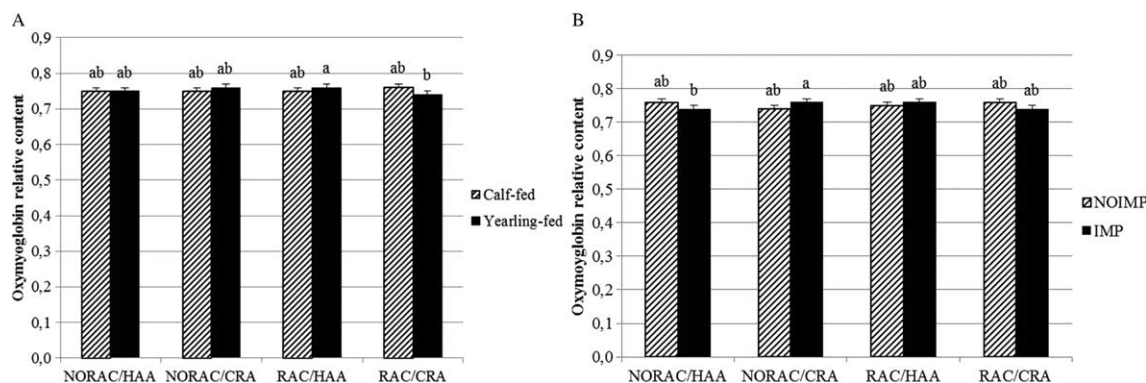 A
Oxymyoglobin relative content
0,9
0,8
0,7
0,6
0,5
0,4
0,3
0,2
0,1
0,0
ab ab ab ab ab a ab b
NORAC/HAA NORAC/CRA RAC/HAA RAC/CRA
Calf-fed
Yearling-fed
B
Oxymoyglobin relative content
0,9
0,8
0,7
0,6
0,5
0,4
0,3
0,2
0,1
0,0
ab b ab a ab ab ab ab
NORAC/HAA NORAC/CRA RAC/HAA RAC/CRA
NOIMP
IMP